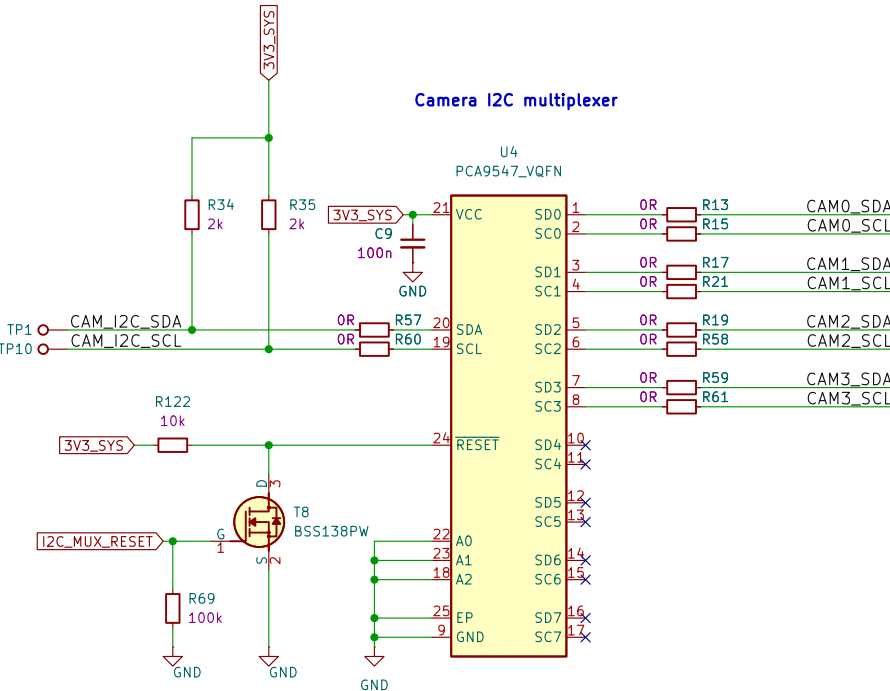 3V3_SYS
Camera I2C multiplexer
U4
PCA9547_VQFN
R34
2k
R35
2k
3V3_SYS
C9
100n
GND
21 VCC
SD0 1 0R R13 CAM0_SDA
SC0 2 R15 CAM0_SCL
SD1 3 0R R17 CAM1_SDA
SC1 4 0R R21 CAM1_SCL
TP1 CAM_I2C_SDA 0R R57 20 SDA
TP10 CAM_I2C_SCL 0R R60 19 SCL
SD2 5 0R R19 CAM2_SDA
SC2 6 0R R58 CAM2_SCL
SD3 7 0R R59 CAM3_SDA
SC3 8 0R R61 CAM3_SCL
R122
10k
3V3_SYS
24 RESET
SD4 10
SC4 11
SD5 12
SC5 13
D 3
T8
BSS138PW
I2C_MUX_RESET
G
1
S 2
22 A0
23 A1
18 A2
SD6 14
SC6 15
R69
100k
25 EP
9 GND
SD7 16
SC7 17
GND
GND
GND